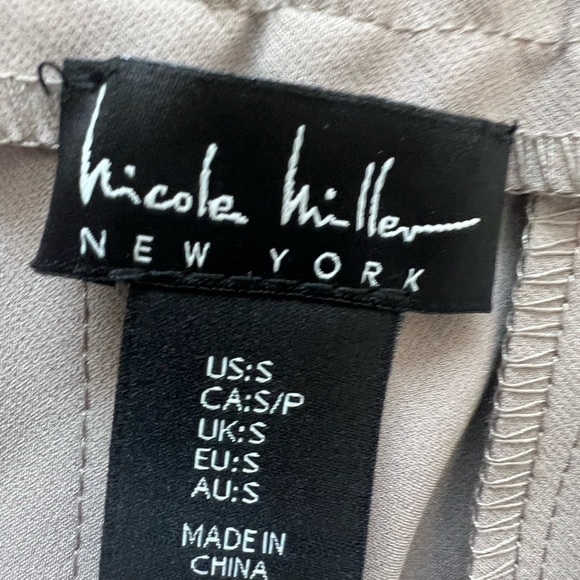 Nicole Miller
NEW YORK
US:S
CA:S/P
UK:S
EU:S
AU:S
MADE IN
CHINA